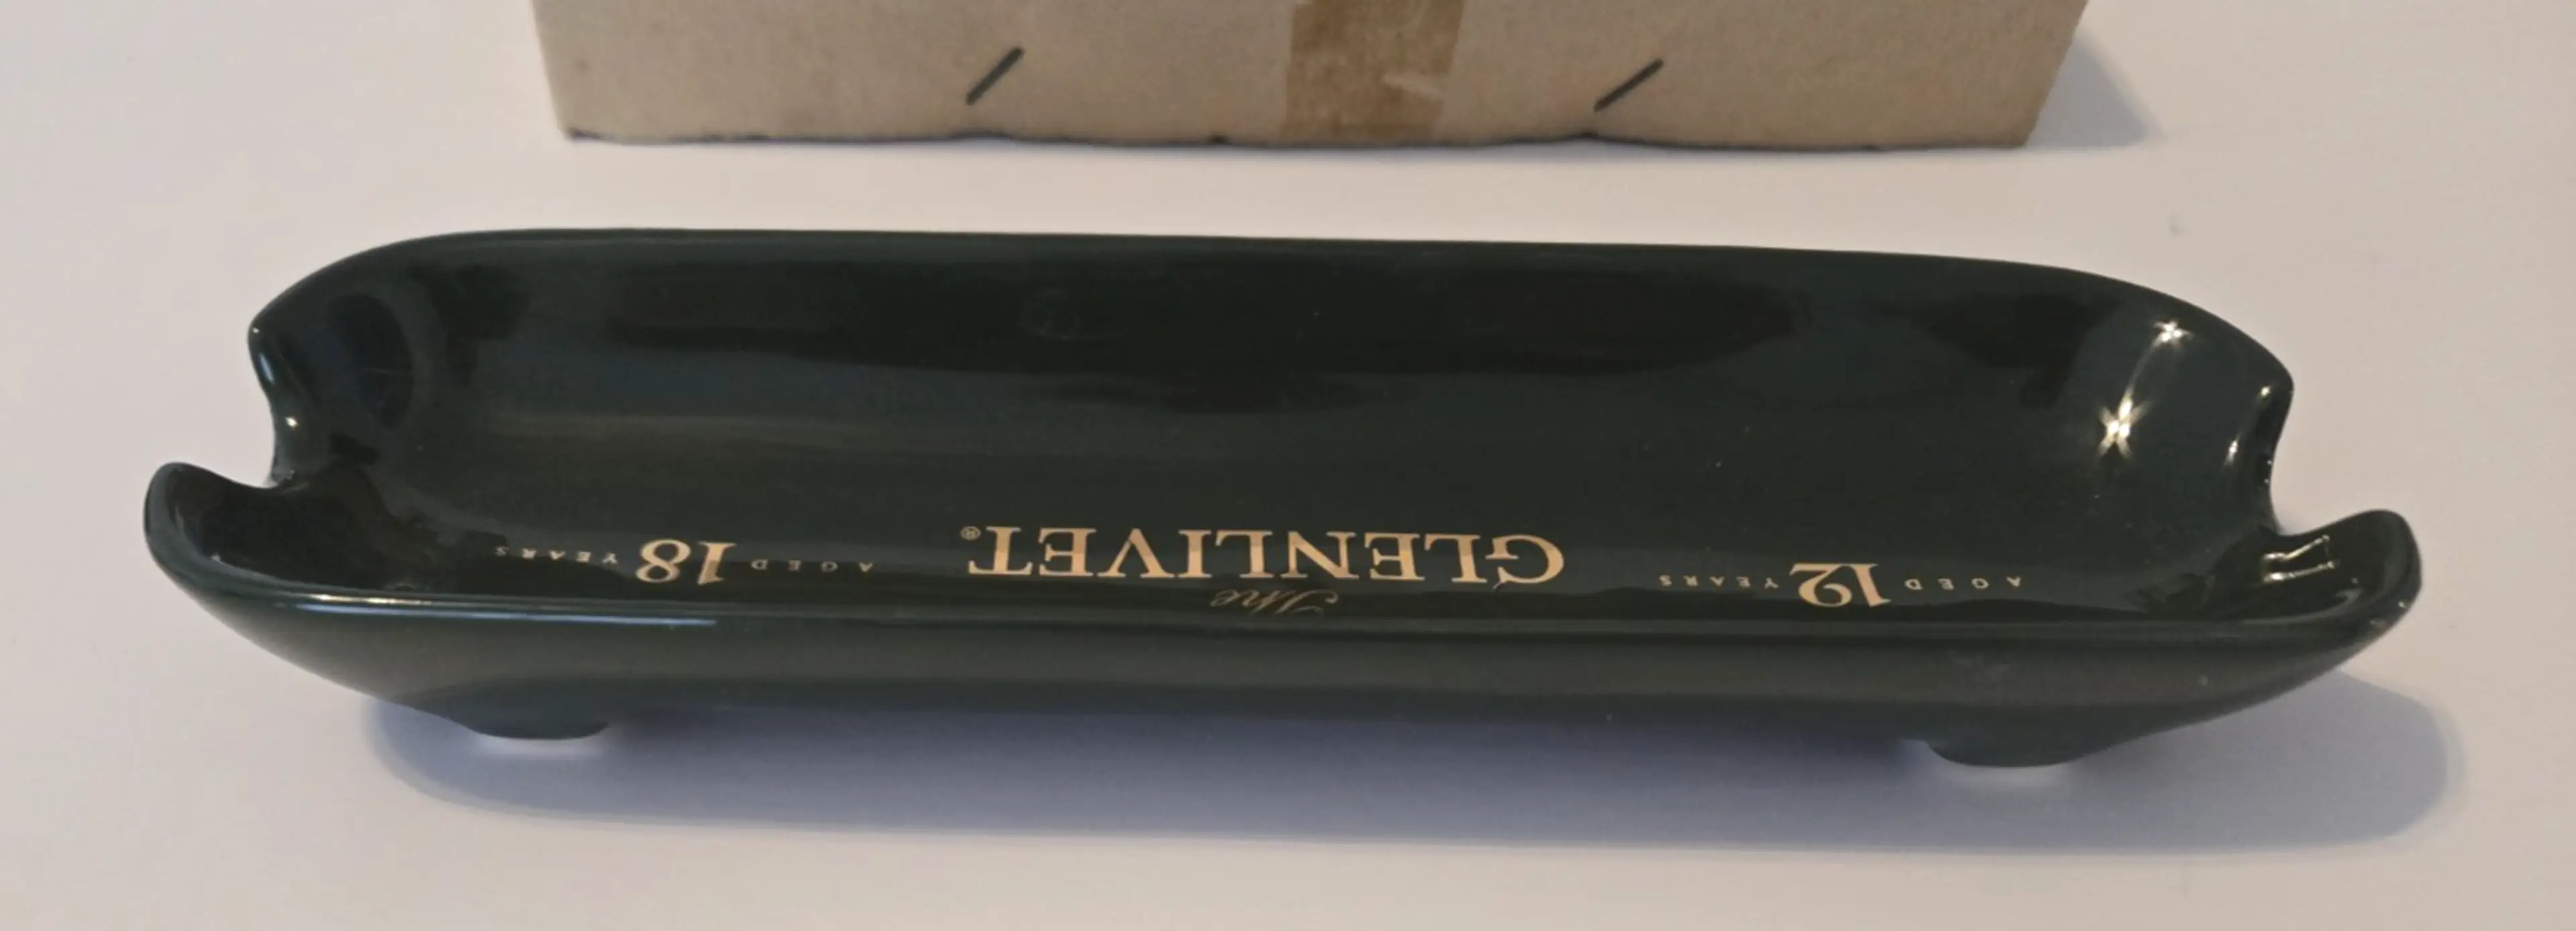 The
AGED 12 YEARS GLENLIVET® AGED 18 YEARS